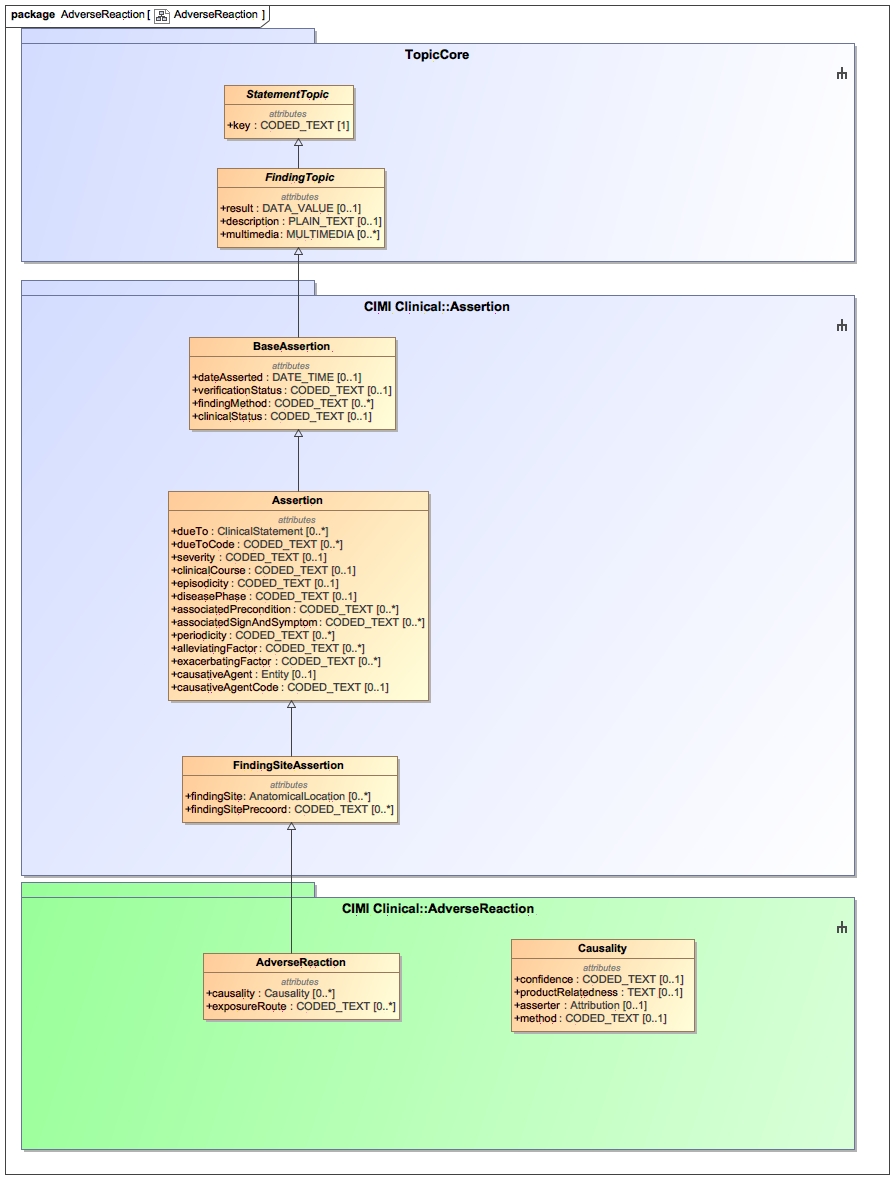 package AdverseReaction [ AdverseReaction ]
TopicCore
StatementTopic
attributes
+key : CODED_TEXT [1]
FindingTopic
attributes
+result : DATA_VALUE [0..1]
+description : PLAIN_TEXT [0..1]
+multimedia : MULTIMEDIA [0..*]
CIMI Clinical::Assertion
BaseAssertion
attributes
+dateAsserted : DATE_TIME [0..1]
+verificationStatus : CODED_TEXT [0..1]
+findingMethod : CODED_TEXT [0..*]
+clinicalStatus : CODED_TEXT [0..1]
Assertion
attributes
+dueTo : ClinicalStatement [0..*]
+dueToCode : CODED_TEXT [0..*]
+severity : CODED_TEXT [0..1]
+clinicalCourse : CODED_TEXT [0..1]
+episodicity : CODED_TEXT [0..1]
+diseasePhase : CODED_TEXT [0..1]
+associatedPrecondition : CODED_TEXT [0..*]
+associatedSignAndSymptom : CODED_TEXT [0..*]
+periodicity : CODED_TEXT [0..*]
+alleviatingFactor : CODED_TEXT [0..*]
+exacerbatingFactor : CODED_TEXT [0..*]
+causativeAgent : Entity [0..1]
+causativeAgentCode : CODED_TEXT [0..1]
FindingSiteAssertion
attributes
+findingSite : AnatomicalLocation [0..*]
+findingSitePrecoord : CODED_TEXT [0..*]
CIMI Clinical::AdverseReaction
AdverseReaction
attributes
+causality : Causality [0..*]
+exposureRoute : CODED_TEXT [0..*]
Causality
attributes
+confidence : CODED_TEXT [0..1]
+productRelatedness : TEXT [0..1]
+asserter : Attribution [0..1]
+method : CODED_TEXT [0..1]